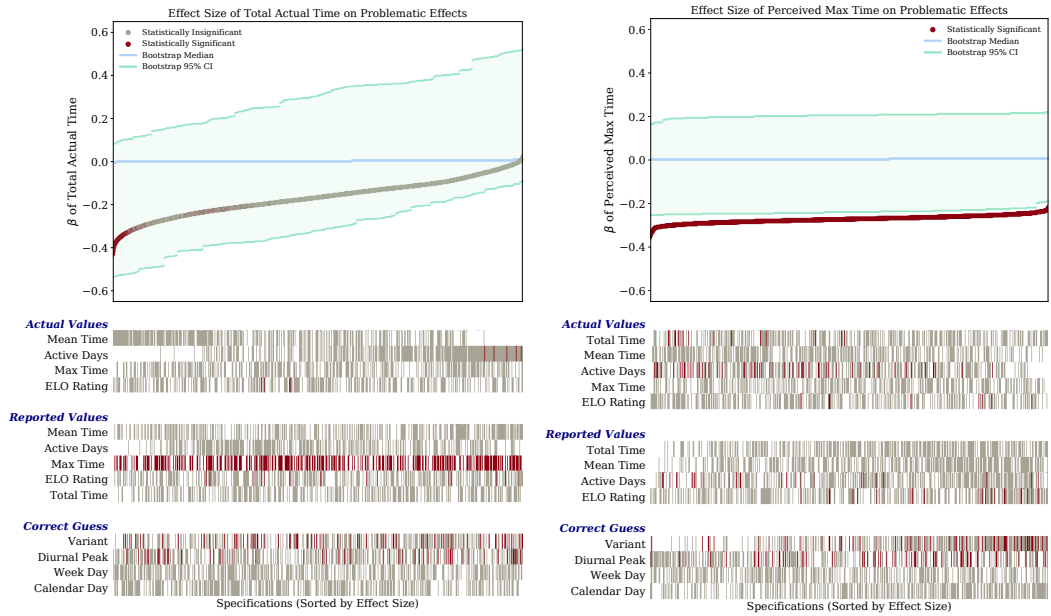 Effect Size of Total Actual Time on Problematic Effects
0.6
0.4
0.2
0.0
−0.2
−0.4
−0.6
β of Total Actual Time
Statistically Insignificant
Statistically Significant
Bootstrap Median
Bootstrap 95% CI
Actual Values
Mean Time
Active Days
Max Time
ELO Rating
Reported Values
Mean Time
Active Days
Max Time
ELO Rating
Total Time
Correct Guess
Variant
Diurnal Peak
Week Day
Calendar Day
Specifications (Sorted by Effect Size)
Effect Size of Perceived Max Time on Problematic Effects
0.6
0.4
0.2
0.0
−0.2
−0.4
−0.6
β of Perceived Max Time
Statistically Significant
Bootstrap Median
Bootstrap 95% CI
Actual Values
Total Time
Mean Time
Active Days
Max Time
ELO Rating
Reported Values
Total Time
Mean Time
Active Days
ELO Rating
Correct Guess
Variant
Diurnal Peak
Week Day
Calendar Day
Specifications (Sorted by Effect Size)